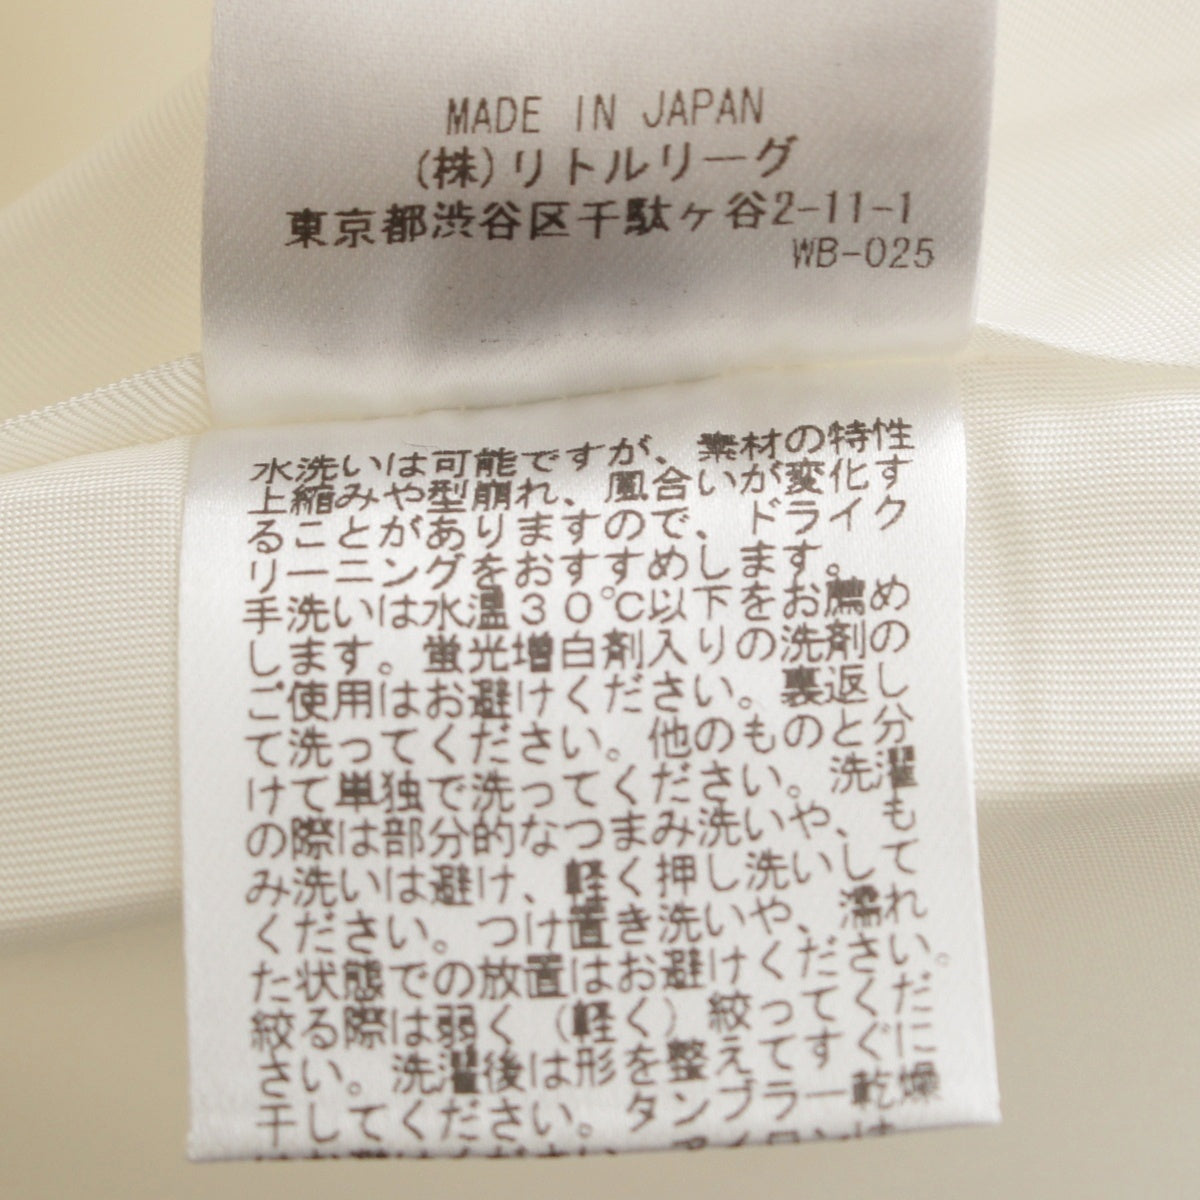 MADE IN JAPAN
(株)リトルリーグ
東京都渋谷区千駄ヶ谷2-11-1
WB-025
水洗いは可能ですが、素材の特性
上縮みや型崩れ、風合いが変化す
ることがありますので、ドライク
リーニングをおすすめします。
手洗いは水温30℃以下をお薦め
します。蛍光増白剤入りの洗剤の
ご使用はお避けください。裏返し
て洗ってください。他のものと分
けて単独で洗ってください。洗濯
の際は部分的なつまみ洗いや、も
み洗いは避け、軽く押し洗いして
ください。つけ置き洗いや、濡れ
た状態での放置はお避けください。
絞る際は弱く(軽く)絞ってくだ
さい。洗濯後は形を整えてすぐに
干してください。タンブラー乾燥